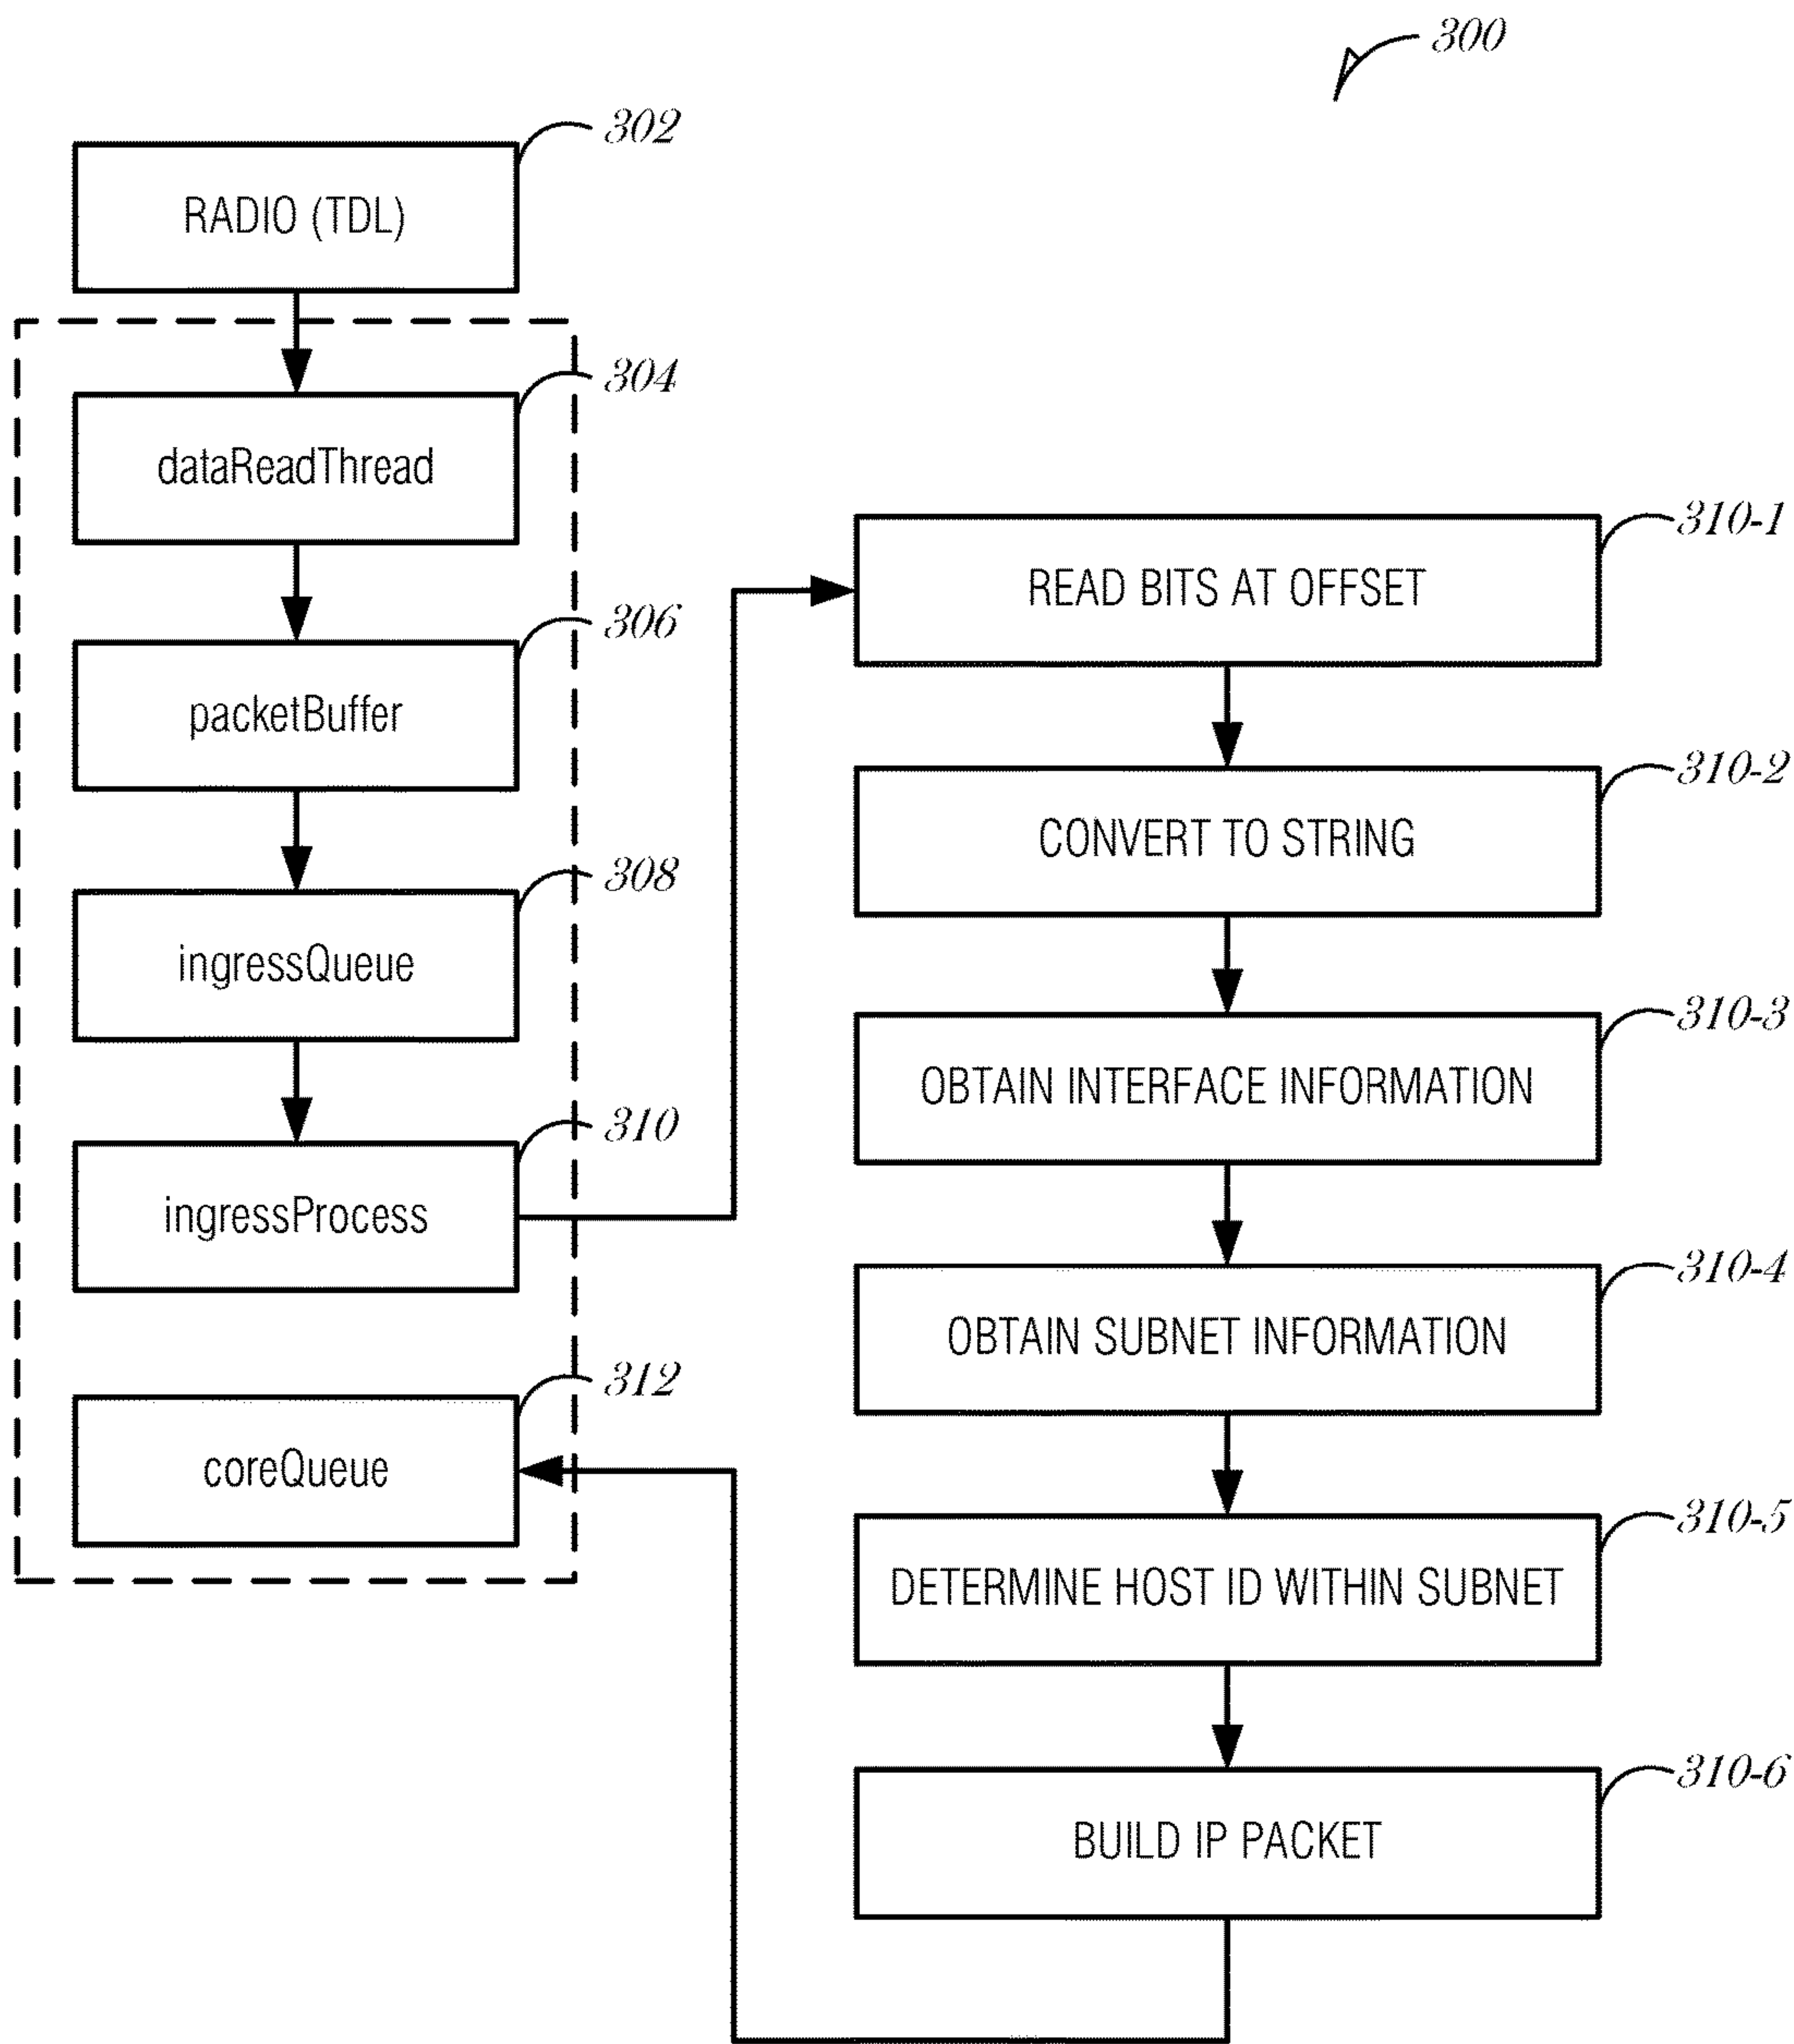 300
302
RADIO (TDL)
304
dataReadThread
306
packetBuffer
308
ingressQueue
310
ingressProcess
312
coreQueue
310-1
READ BITS AT OFFSET
310-2
CONVERT TO STRING
310-3
OBTAIN INTERFACE INFORMATION
310-4
OBTAIN SUBNET INFORMATION
310-5
DETERMINE HOST ID WITHIN SUBNET
310-6
BUILD IP PACKET